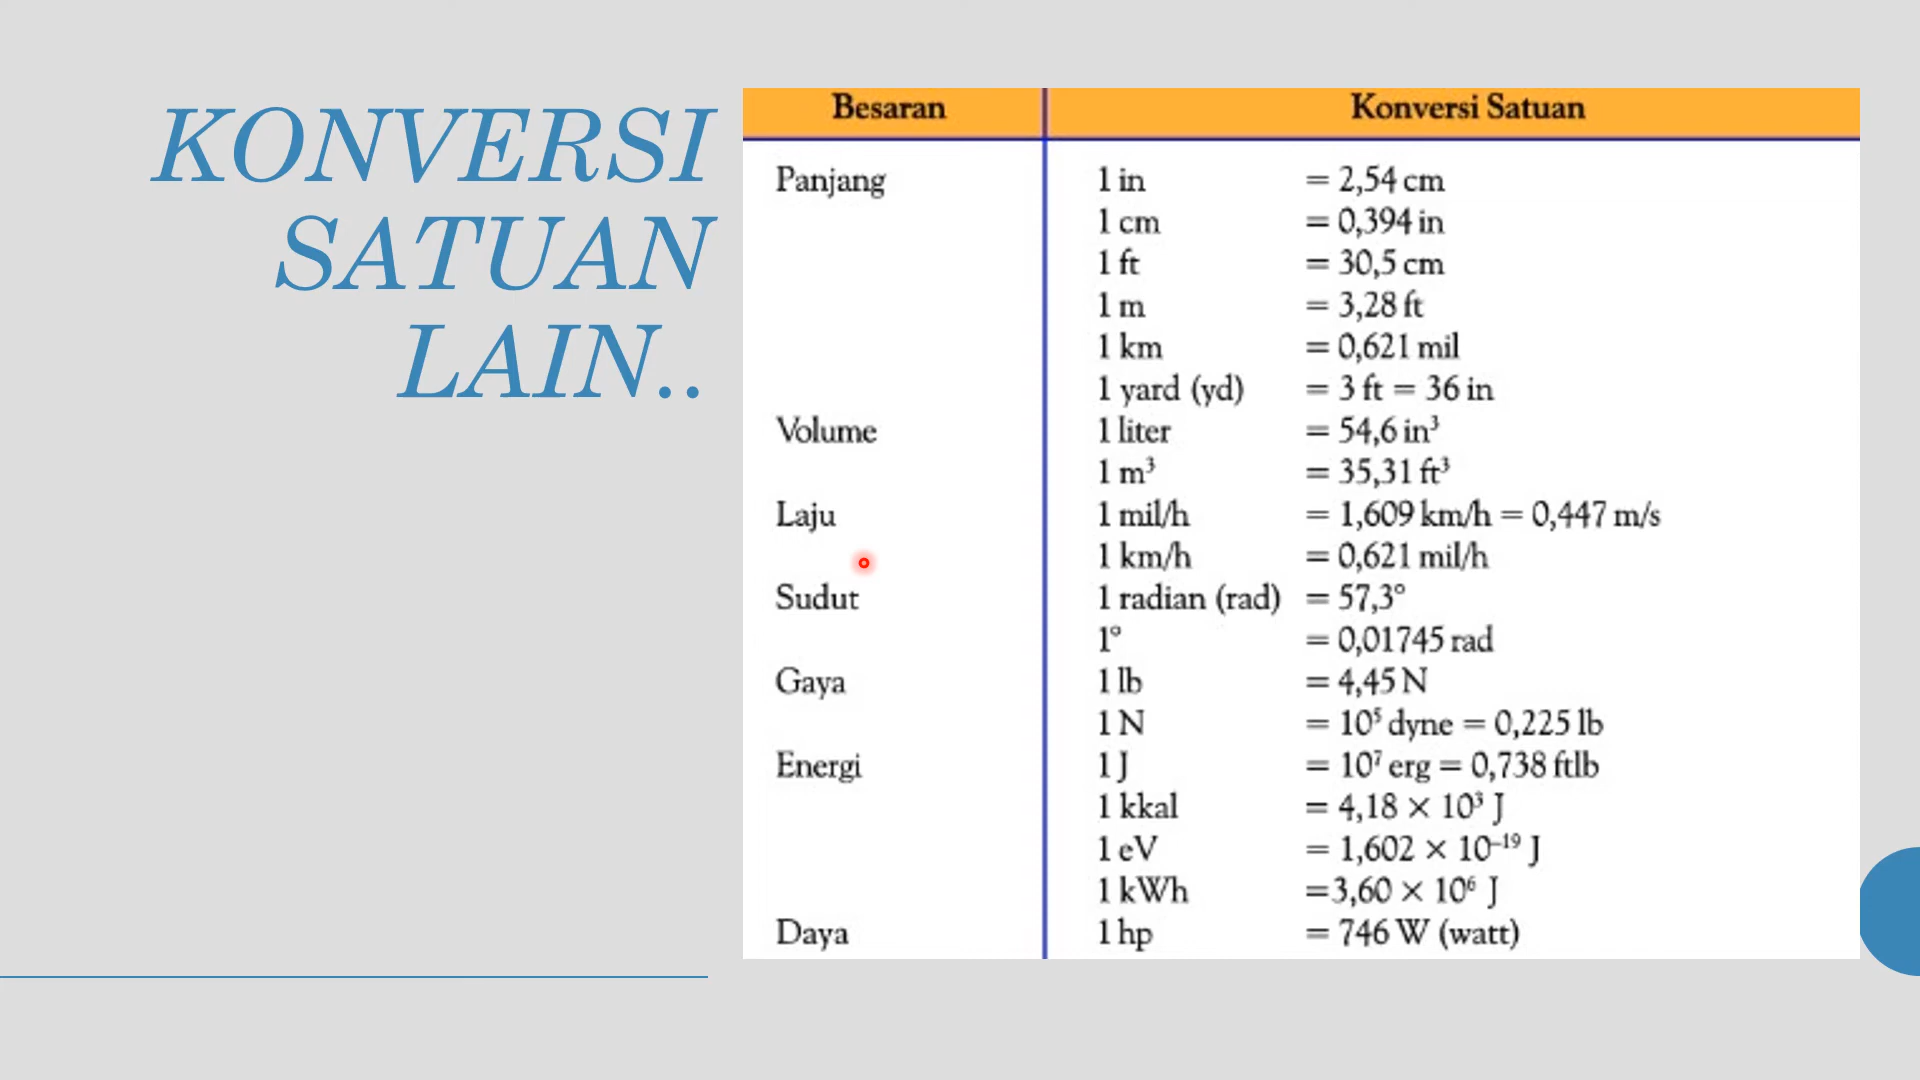 KONVERSI
SATUAN
LAIN..
Besaran Konversi Satuan
Panjang 1 in = 2,54 cm
1 cm = 0,394 in
1 ft = 30,5 cm
1 m = 3,28 ft
1 km = 0,621 mil
1 yard (yd) = 3 ft = 36 in
Volume 1 liter = 54,6 in³
1 m³ = 35,31 ft³
Laju 1 mil/h = 1,609 km/h = 0,447 m/s
1 km/h = 0,621 mil/h
Sudut 1 radian (rad) = 57,3°
1° = 0,01745 rad
Gaya 1 lb = 4,45 N
1 N = 10⁵ dyne = 0,225 lb
Energi 1 J = 10⁷ erg = 0,738 ftlb
1 kkal = 4,18 × 10³ J
1 eV = 1,602 × 10⁻¹⁹ J
1 kWh =3,60 × 10⁶ J
Daya 1 hp = 746 W (watt)